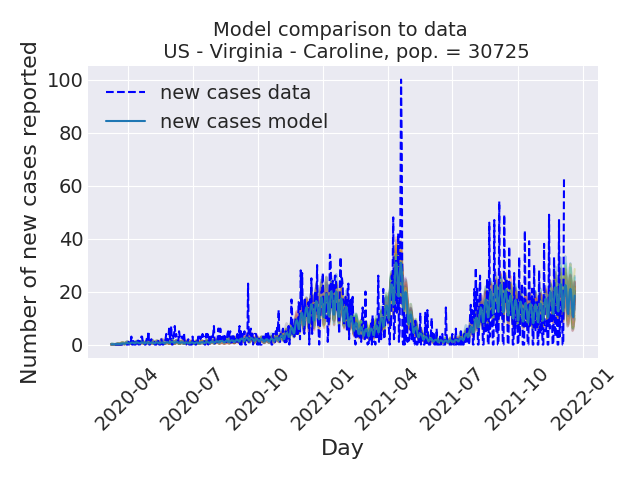 Model comparison to data
US - Virginia - Caroline, pop. = 30725
Number of new cases reported
100
80
60
40
20
0
new cases data
new cases model
2020-04
2020-07
2020-10
2021-01
2021-04
2021-07
2021-10
2022-01
Day